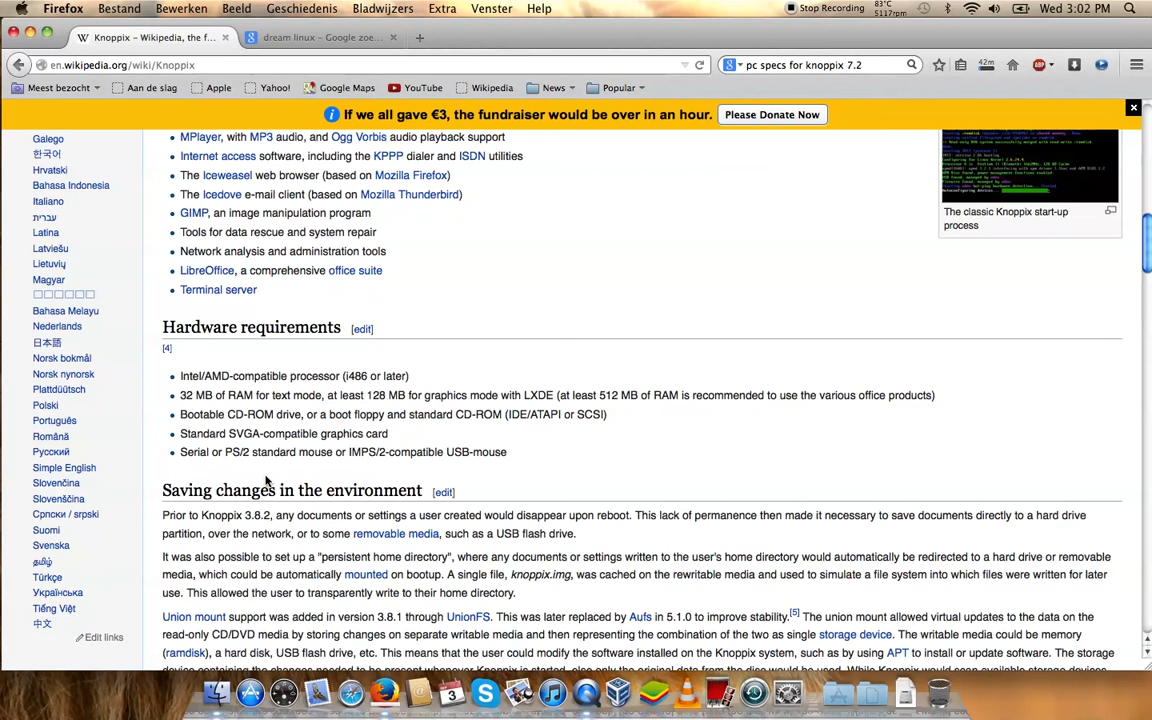 Firefox Bestand Bewerken Beeld Geschiedenis Bladwijzers Extra Venster Help Stop Recording 83°C 5117rpm Wed 3:02 PM
Knoppix – Wikipedia, the f... × dream linux – Google zoe... × +
en.wikipedia.org/wiki/Knoppix pc specs for knoppix 7.2 42m ABP
Meest bezocht Aan de slag Apple Yahoo! Google Maps YouTube Wikipedia News Popular
If we all gave €3, the fundraiser would be over in an hour. Please Donate Now
Galego
한국어
Hrvatski
Bahasa Indonesia
Italiano
עברית
Latina
Latviešu
Lietuvių
Magyar
Bahasa Melayu
Nederlands
日本語
Norsk bokmål
Norsk nynorsk
Plattdüütsch
Polski
Português
Română
Русский
Simple English
Slovenčina
Slovenščina
Српски / srpski
Suomi
Svenska
தமிழ்
Türkçe
Українська
Tiếng Việt
中文
Edit links
MPlayer, with MP3 audio, and Ogg Vorbis audio playback support
Internet access software, including the KPPP dialer and ISDN utilities
The Iceweasel web browser (based on Mozilla Firefox)
The Icedove e-mail client (based on Mozilla Thunderbird)
GIMP, an image manipulation program
Tools for data rescue and system repair
Network analysis and administration tools
LibreOffice, a comprehensive office suite
Terminal server
The classic Knoppix start-up
process
Hardware requirements [edit]
[4]
Intel/AMD-compatible processor (i486 or later)
32 MB of RAM for text mode, at least 128 MB for graphics mode with LXDE (at least 512 MB of RAM is recommended to use the various office products)
Bootable CD-ROM drive, or a boot floppy and standard CD-ROM (IDE/ATAPI or SCSI)
Standard SVGA-compatible graphics card
Serial or PS/2 standard mouse or IMPS/2-compatible USB-mouse
Saving changes in the environment [edit]
Prior to Knoppix 3.8.2, any documents or settings a user created would disappear upon reboot. This lack of permanence then made it necessary to save documents directly to a hard drive
partition, over the network, or to some removable media, such as a USB flash drive.
It was also possible to set up a "persistent home directory", where any documents or settings written to the user's home directory would automatically be redirected to a hard drive or removable
media, which could be automatically mounted on bootup. A single file, knoppix.img, was cached on the rewritable media and used to simulate a file system into which files were written for later
use. This allowed the user to transparently write to their home directory.
Union mount support was added in version 3.8.1 through UnionFS. This was later replaced by Aufs in 5.1.0 to improve stability.[5] The union mount allowed virtual updates to the data on the
read-only CD/DVD media by storing changes on separate writable media and then representing the combination of the two as single storage device. The writable media could be memory
(ramdisk), a hard disk, USB flash drive, etc. This means that the user could modify the software installed on the Knoppix system, such as by using APT to install or update software. The storage